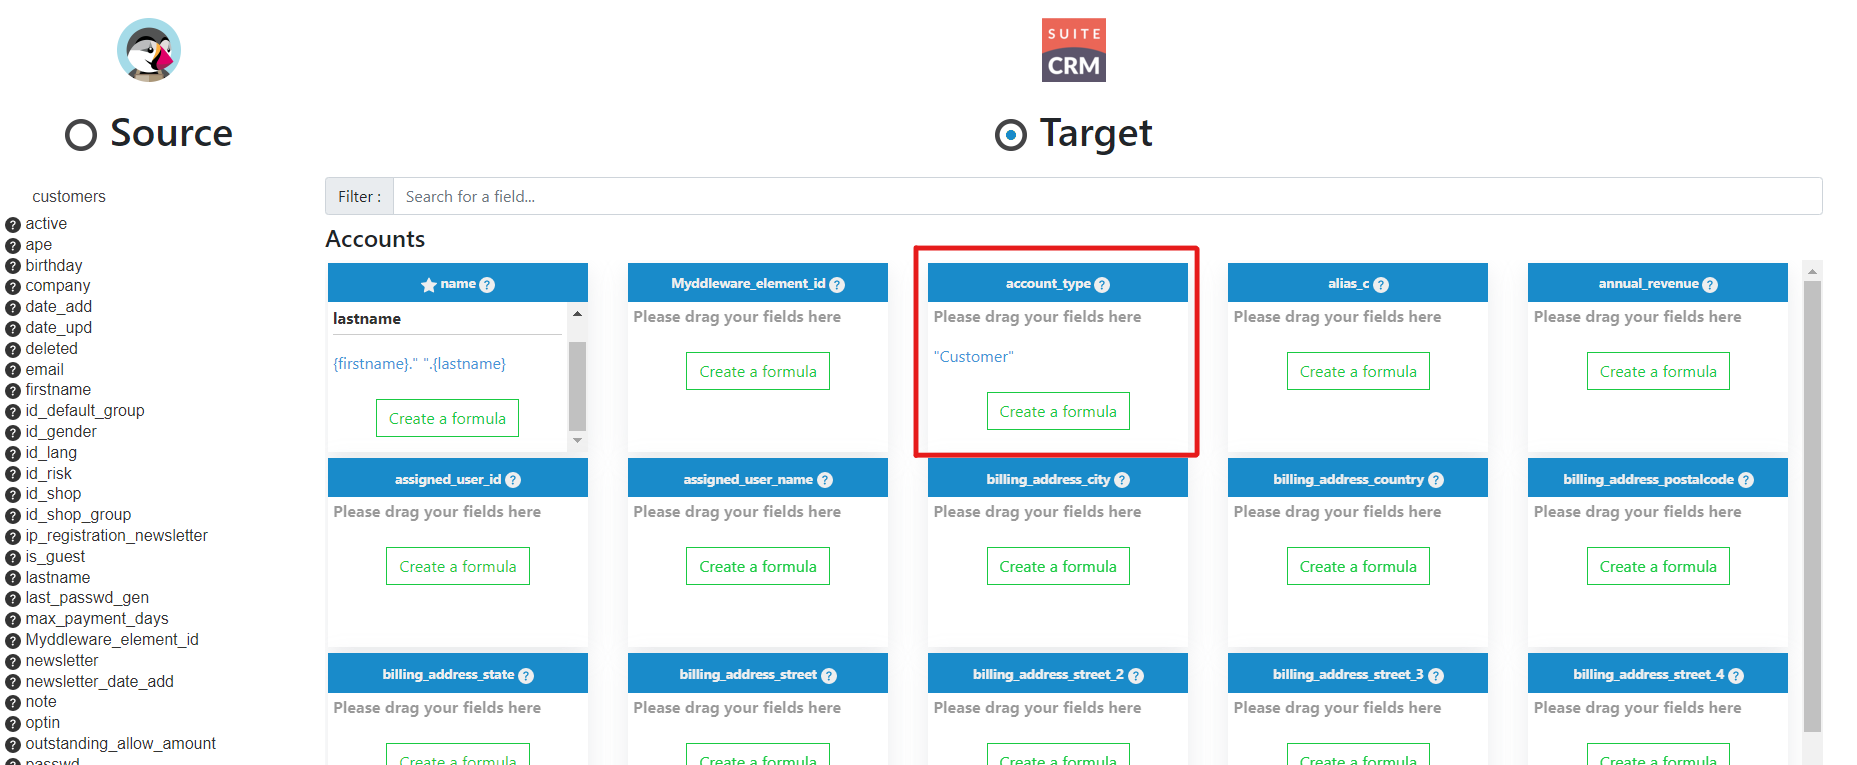 SUITE
CRM
Source
Target
customers
active
ape
birthday
company
date_add
date_upd
deleted
email
firstname
id_default_group
id_gender
id_lang
id_risk
id_shop
id_shop_group
ip_registration_newsletter
is_guest
lastname
last_passwd_gen
max_payment_days
Myddleware_element_id
newsletter
newsletter_date_add
note
optin
outstanding_allow_amount
passwd
Filter : Search for a field...
Accounts
name ?
lastname
{firstname}." ".{lastname}
Create a formula
Myddleware_element_id ?
Please drag your fields here
Create a formula
account_type ?
Please drag your fields here
"Customer"
Create a formula
alias_c ?
Please drag your fields here
Create a formula
annual_revenue ?
Please drag your fields here
Create a formula
assigned_user_id ?
Please drag your fields here
Create a formula
assigned_user_name ?
Please drag your fields here
Create a formula
billing_address_city ?
Please drag your fields here
Create a formula
billing_address_country ?
Please drag your fields here
Create a formula
billing_address_postalcode ?
Please drag your fields here
Create a formula
billing_address_state ?
Please drag your fields here
Create a formula
billing_address_street ?
Please drag your fields here
Create a formula
billing_address_street_2 ?
Please drag your fields here
Create a formula
billing_address_street_3 ?
Please drag your fields here
Create a formula
billing_address_street_4 ?
Please drag your fields here
Create a formula